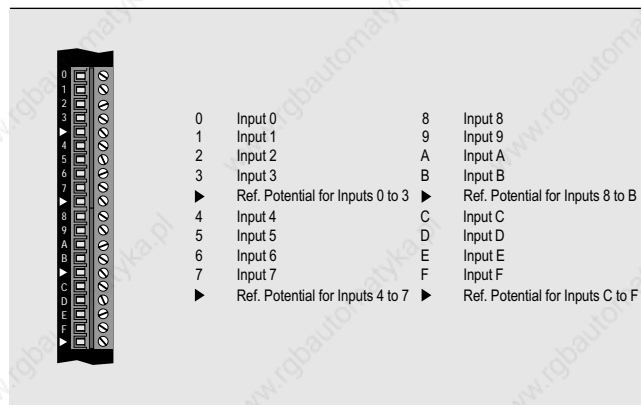 0
1
2
3
▶
4
5
6
7
▶
8
9
A
B
▶
C
D
E
F
▶
0 Input 0 8 Input 8
1 Input 1 9 Input 9
2 Input 2 A Input A
3 Input 3 B Input B
▶ Ref. Potential for Inputs 0 to 3 ▶ Ref. Potential for Inputs 8 to B
4 Input 4 C Input C
5 Input 5 D Input D
6 Input 6 E Input E
7 Input 7 F Input F
▶ Ref. Potential for Inputs 4 to 7 ▶ Ref. Potential for Inputs C to F
www.rgbautomatyka.pl